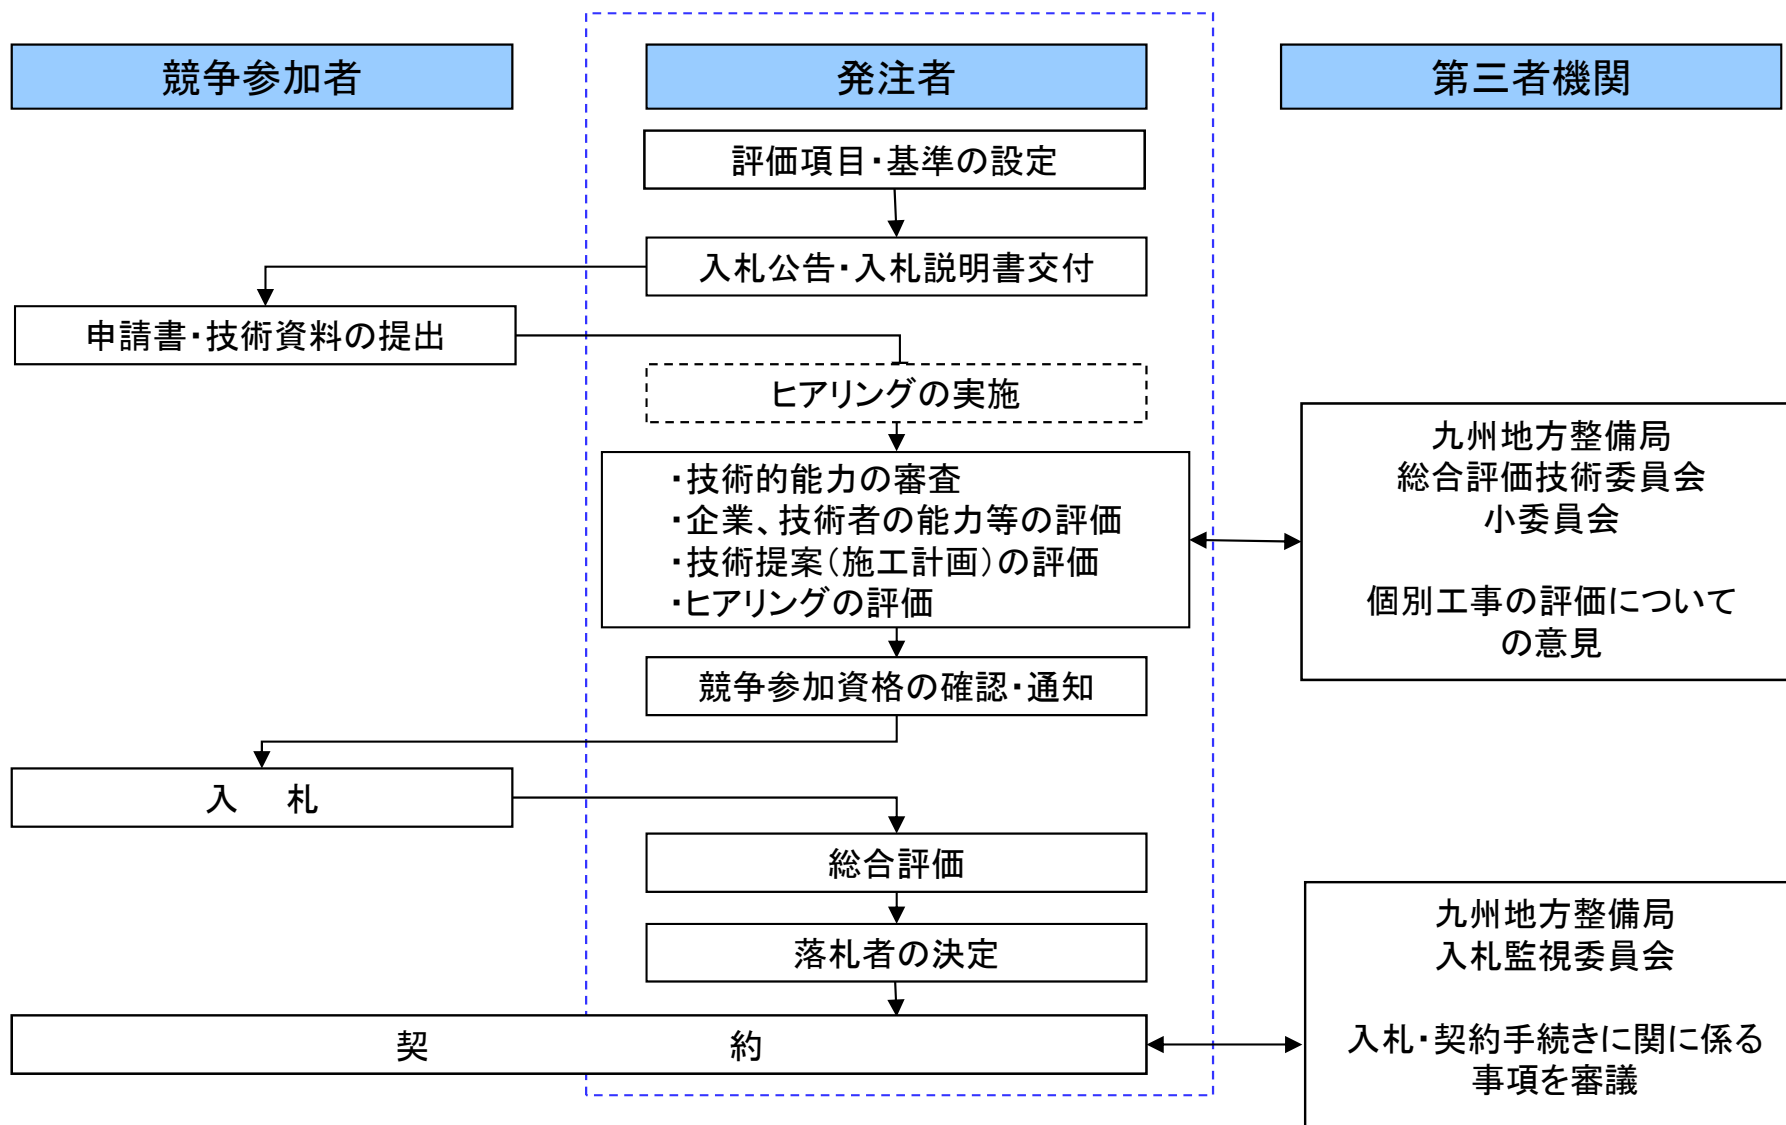 競争参加者
発注者
第三者機関
評価項目・基準の設定
入札公告・入札説明書交付
申請書・技術資料の提出
ヒアリングの実施
・技術的能力の審査
・企業、技術者の能力等の評価
・技術提案(施工計画)の評価
・ヒアリングの評価
九州地方整備局
総合評価技術委員会
小委員会
個別工事の評価について
の意見
競争参加資格の確認・通知
入 札
総合評価
落札者の決定
契 約
九州地方整備局
入札監視委員会
入札・契約手続きに関に係る
事項を審議